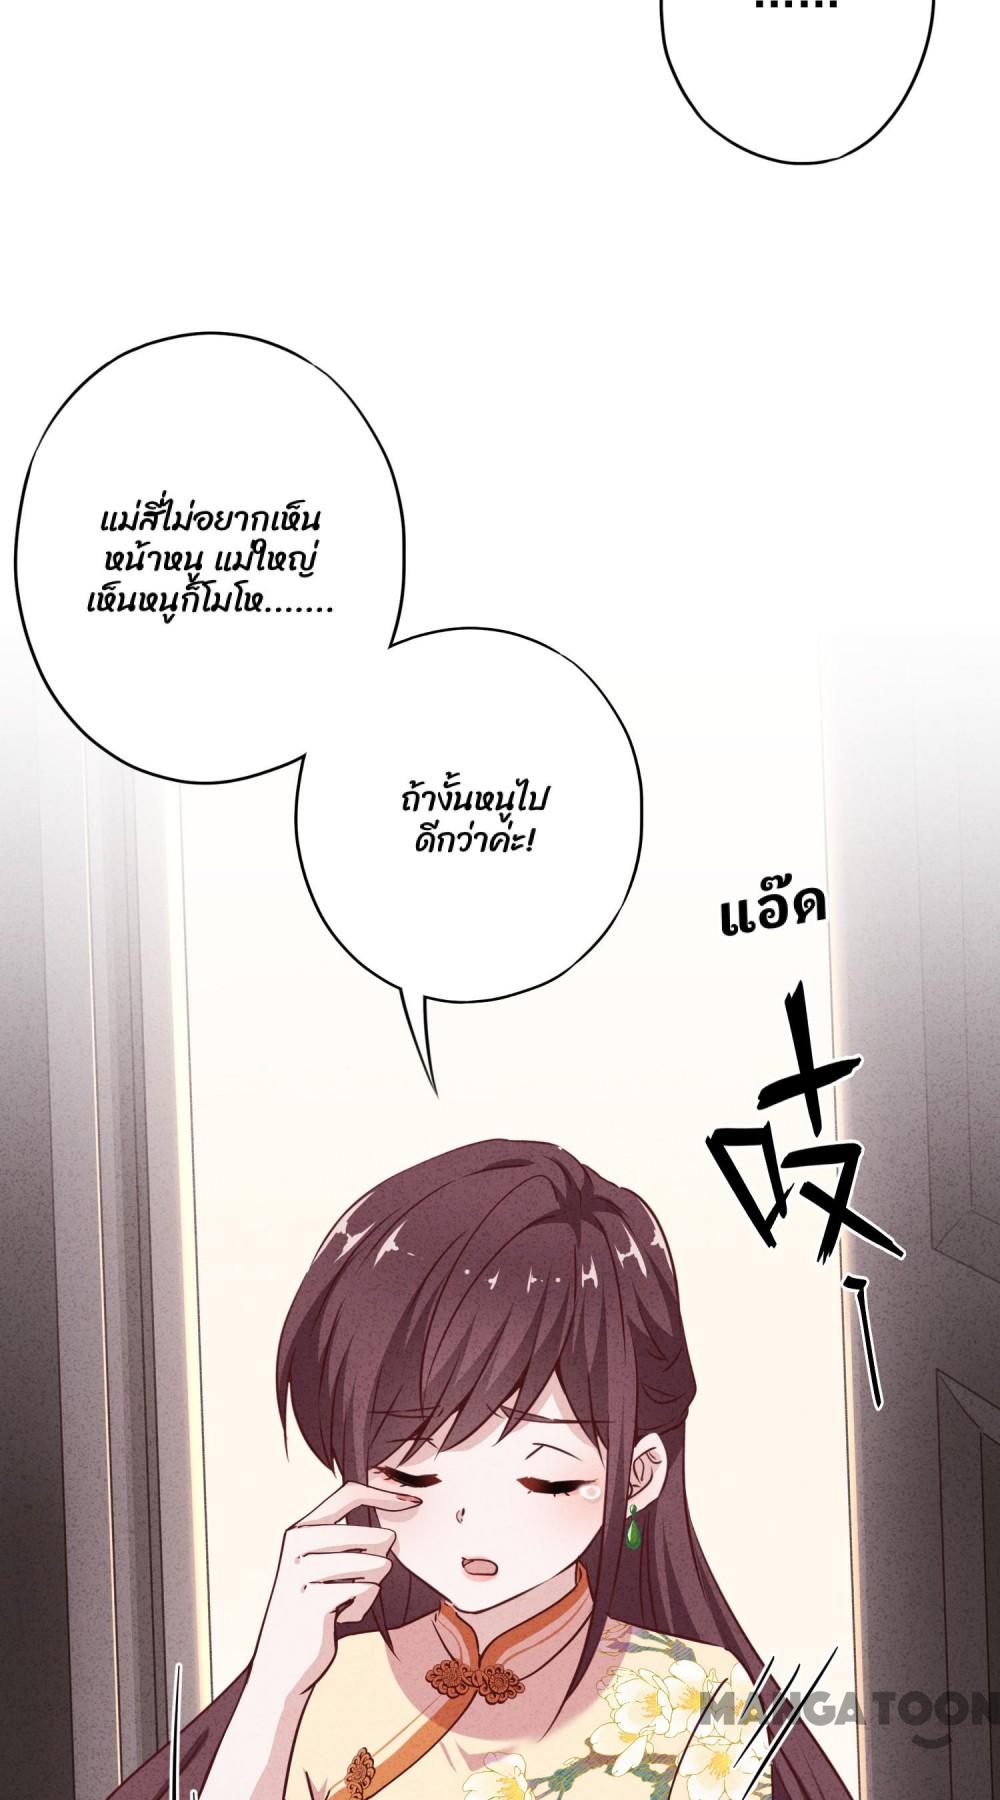 ......
แม่สี่ไม่อยากเห็น
หน้าหนู แม่ใหญ่
เห็นหนูก็โมโห.......
ถ้างั้นหนูไป
ดีกว่าค่ะ!
แอ๊ด
吱
MANGATOON